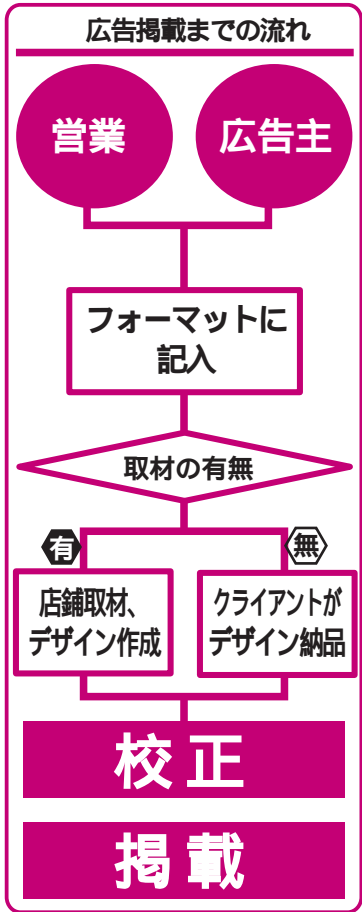 広告掲載までの流れ
営業
広告主
フォーマットに
記入
取材の有無
有
無
店舗取材、
デザイン作成
クライアントが
デザイン納品
校正
掲載